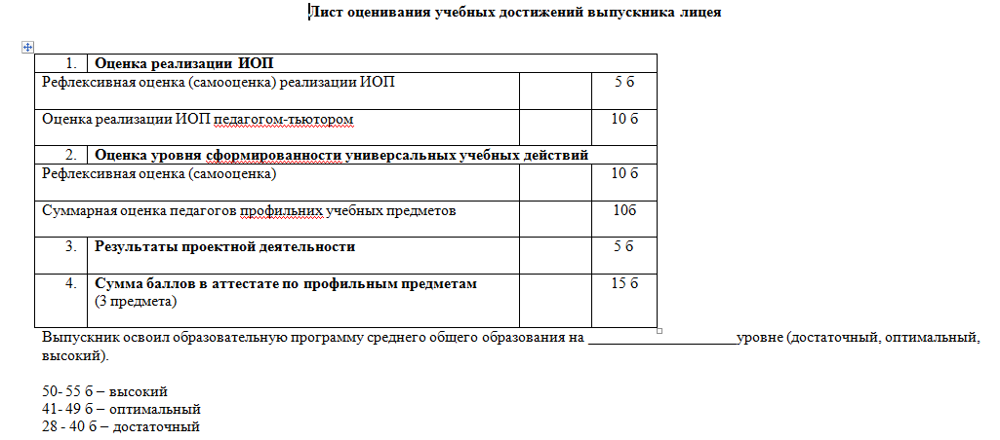 Лист оценивания учебных достижений выпускника лицея
1. Оценка реализации ИОП
Рефлексивная оценка (самооценка) реализации ИОП 5 б
Оценка реализации ИОП педагогом-тьютором 10 б
2. Оценка уровня сформированности универсальных учебных действий
Рефлексивная оценка (самооценка) 10 б
Суммарная оценка педагогов профильних учебных предметов 10б
3. Результаты проектной деятельности 5 б
4. Сумма баллов в аттестате по профильным предметам 15 б
(3 предмета)
Выпускник освоил образовательную программу среднего общего образования на ____________________уровне (достаточный, оптимальный,
высокий).
50- 55 б – высокий
41- 49 б – оптимальный
28 - 40 б – достаточный